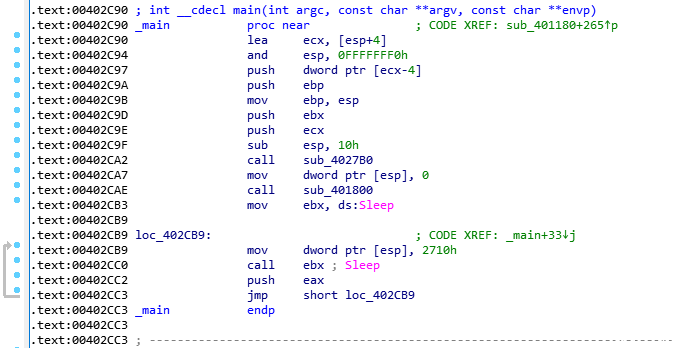 .text:00402C90 ; int __cdecl main(int argc, const char **argv, const char **envp)
.text:00402C90 _main proc near ; CODE XREF: sub_401180+265↑p
.text:00402C90 lea ecx, [esp+4]
.text:00402C94 and esp, 0FFFFFFF0h
.text:00402C97 push dword ptr [ecx-4]
.text:00402C9A push ebp
.text:00402C9B mov ebp, esp
.text:00402C9D push ebx
.text:00402C9E push ecx
.text:00402C9F sub esp, 10h
.text:00402CA2 call sub_4027B0
.text:00402CA7 mov dword ptr [esp], 0
.text:00402CAE call sub_401800
.text:00402CB3 mov ebx, ds:Sleep
.text:00402CB9
.text:00402CB9 loc_402CB9: ; CODE XREF: _main+33↓j
.text:00402CB9 mov dword ptr [esp], 2710h
.text:00402CC0 call ebx ; Sleep
.text:00402CC2 push eax
.text:00402CC3 jmp short loc_402CB9
.text:00402CC3 _main endp
.text:00402CC3
.text:00402CC3 ; ---------------------------------------------------------------------------